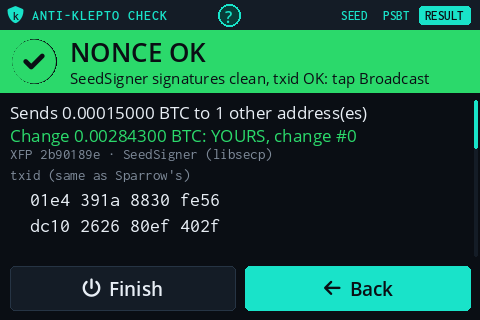 k ANTI-KLEPTO CHECK ? SEED PSBT RESULT
NONCE OK
SeedSigner signatures clean, txid OK: tap Broadcast
Sends 0.00015000 BTC to 1 other address(es)
Change 0.00284300 BTC: YOURS, change #0
XFP 2b90189e · SeedSigner (libsecp)
txid (same as Sparrow's)
01e4 391a 8830 fe56
dc10 2626 80ef 402f
Finish ← Back